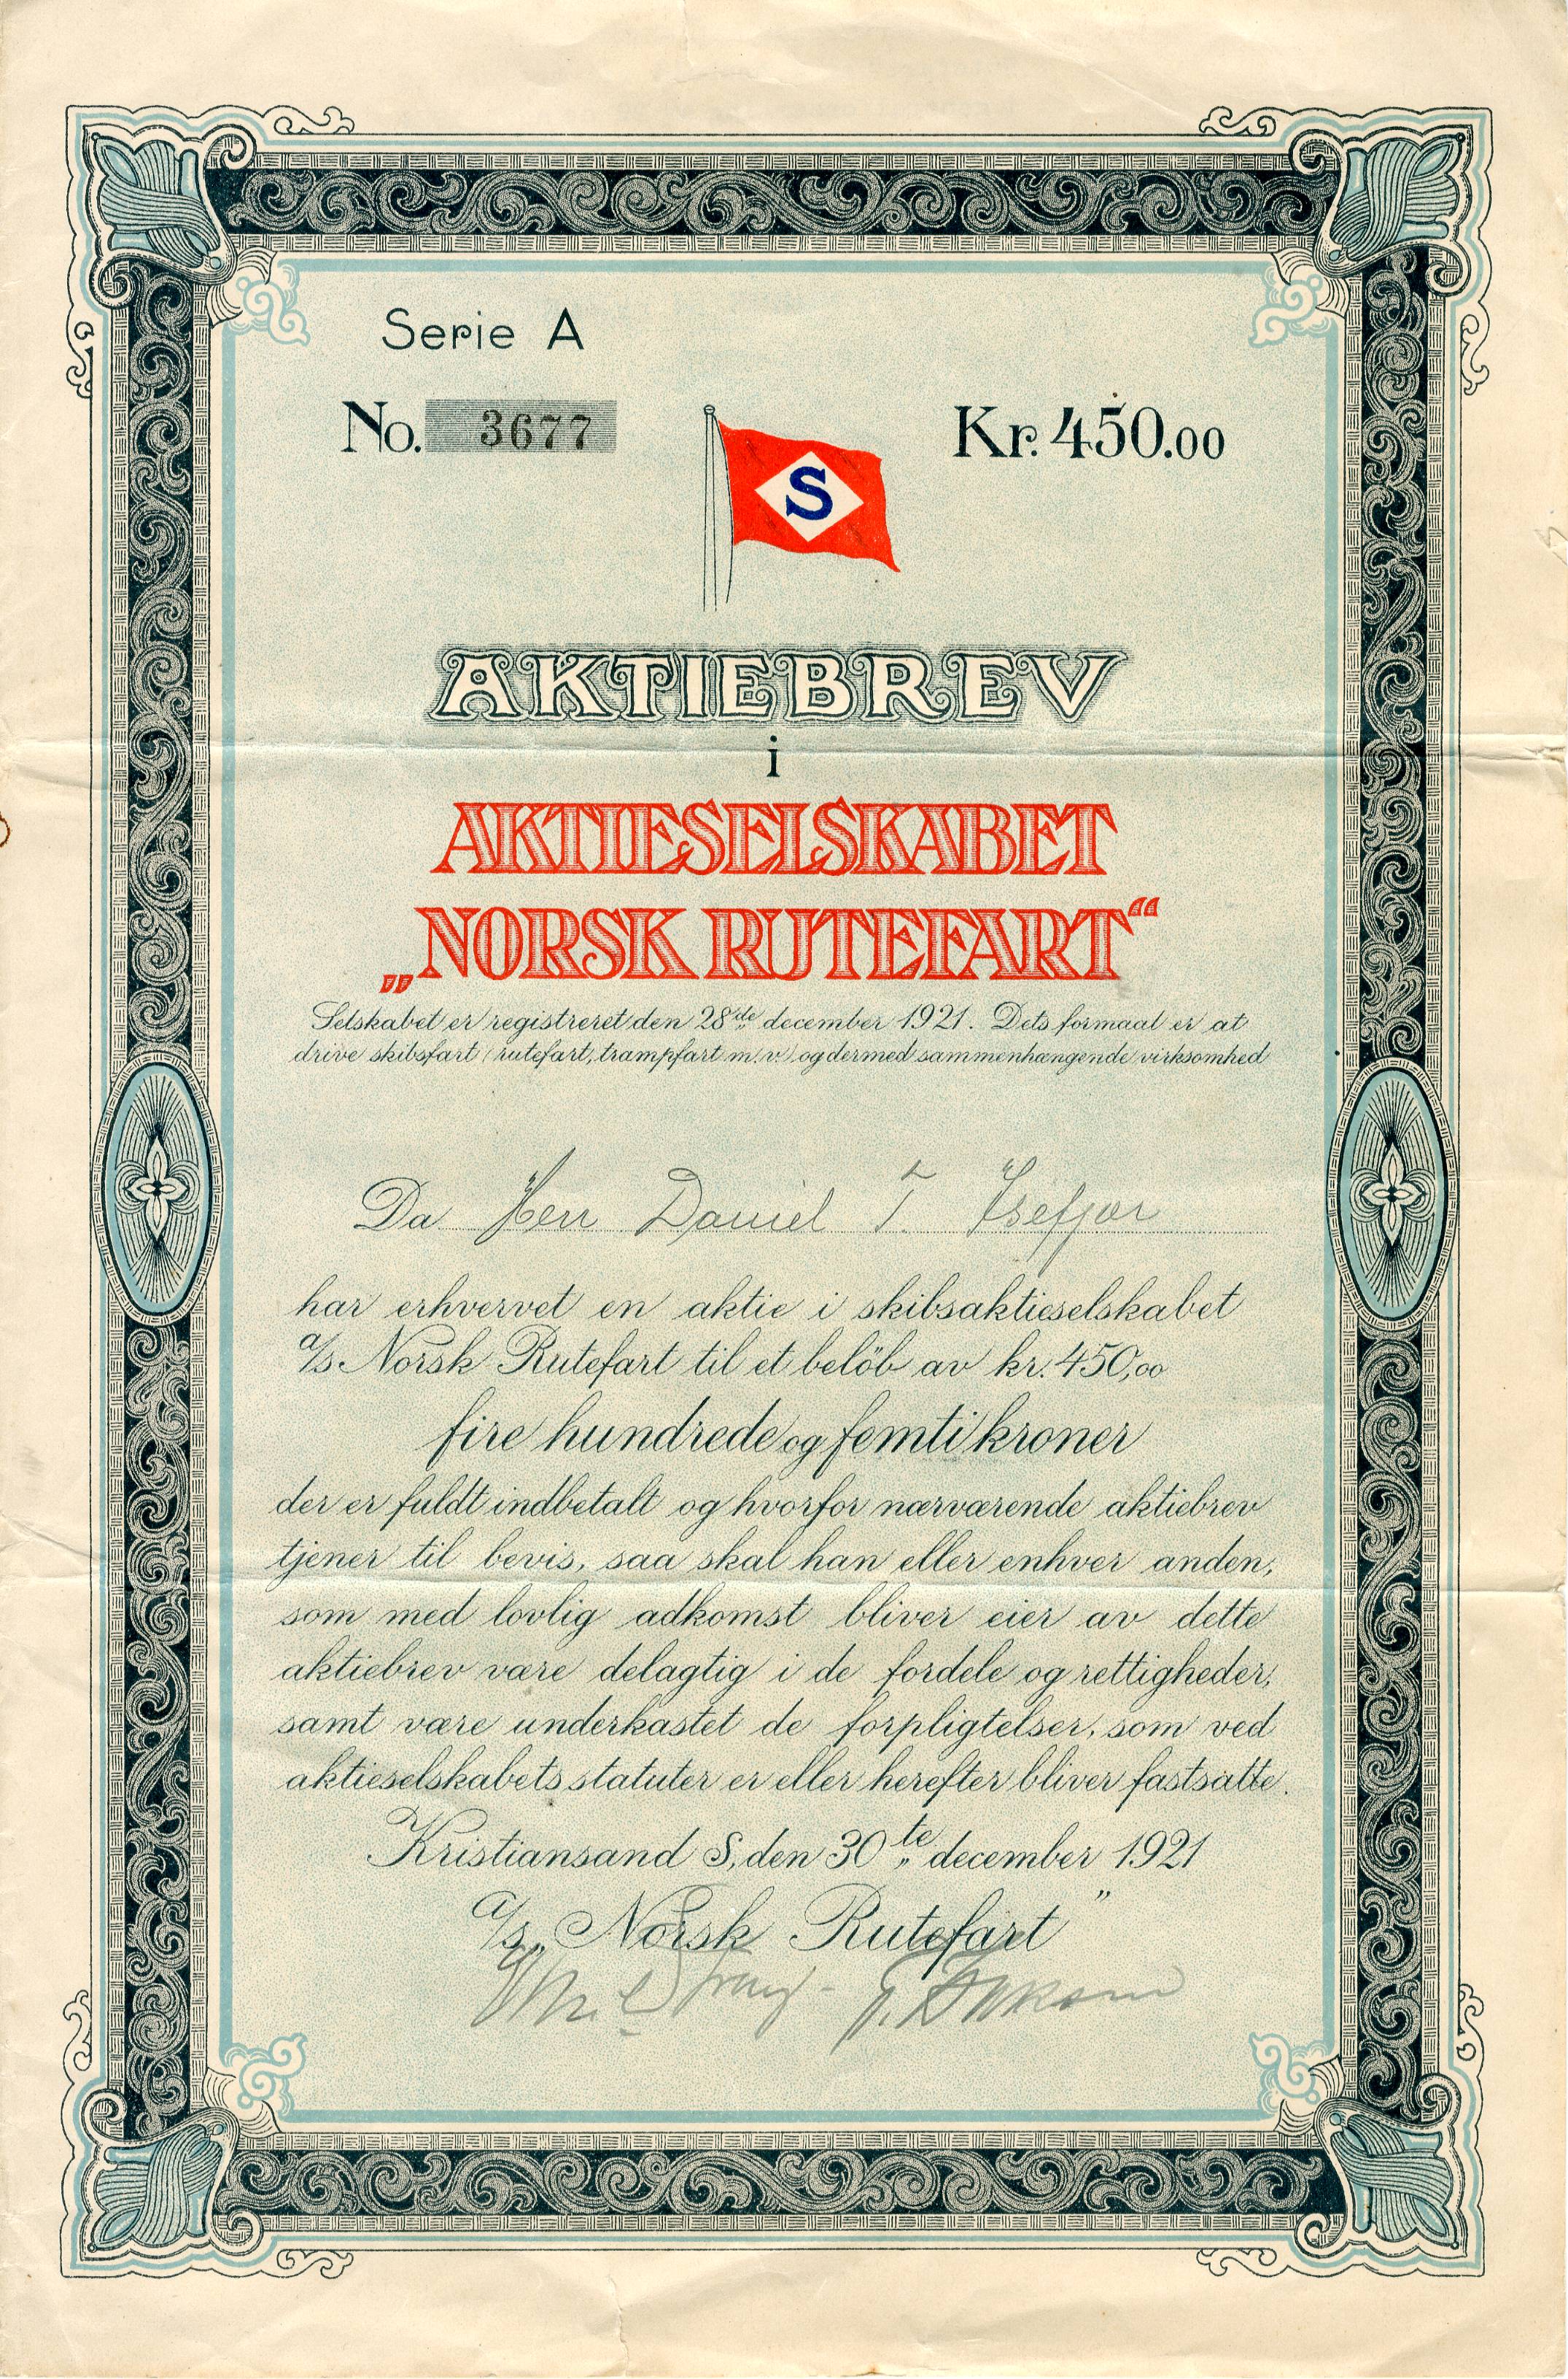 Serie A
No. 3677
Kr. 450.00
S
AKTIEBREV
i
AKTIESELSKABET
„NORSK RUTEFART“
Selskabet er registreret den 28de december 1921. Dets formaal er at
drive skibsfart (rutefart, trampfart m. v.) og dermed sammenhængende virksomhed
Da Herr Daniel T. Isefjær
har erhvervet en aktie i skibsaktieselskabet
a/s Norsk Rutefart til et belöb av kr. 450,00
fire hundrede og femti kroner
der er fuldt indbetalt og hvorfor nærværende aktiebrev
tjener til bevis, saa skal han eller enhver anden,
som med lovlig adkomst bliver eier av dette
aktiebrev være delagtig i de fordele og rettigheder,
samt være underkastet de forpligtelser, som ved
aktieselskabets statuter er eller herefter bliver fastsatte.
Kristiansand S, den 30te december 1921
a/s „Norsk Rutefart”